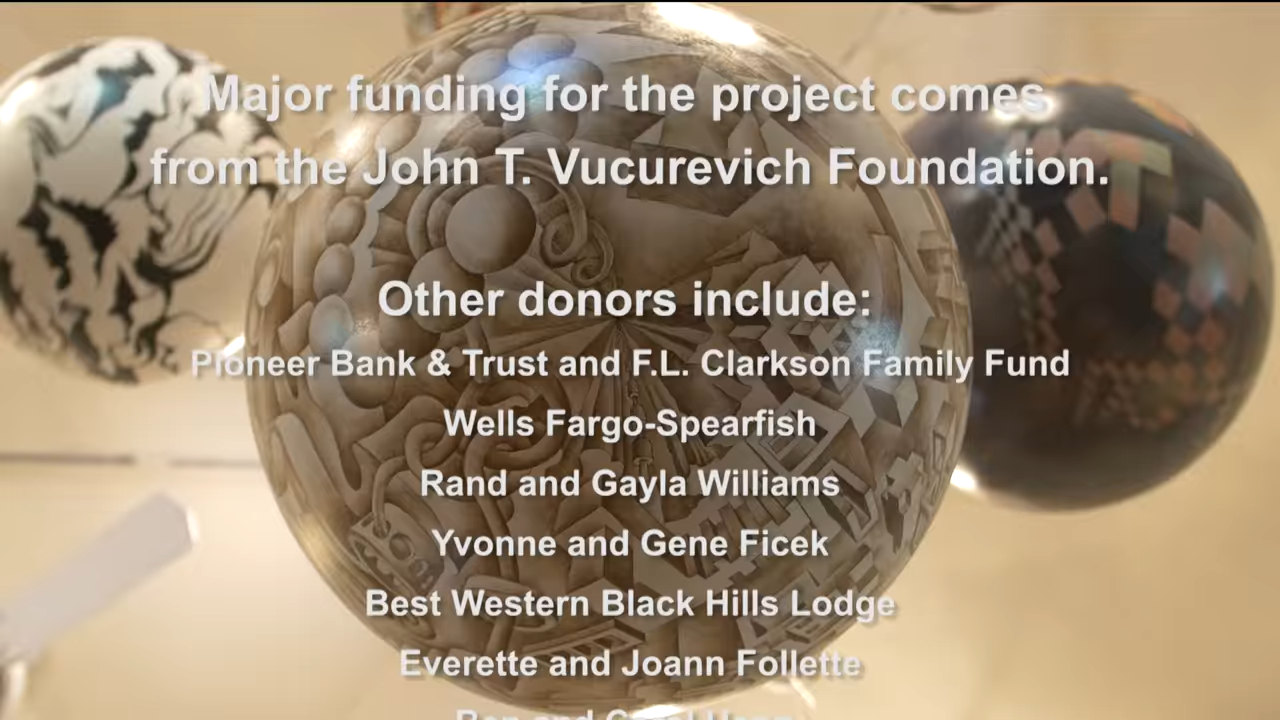 Major funding for the project comes
from the John T. Vucurevich Foundation.
Other donors include:
Pioneer Bank & Trust and F.L. Clarkson Family Fund
Wells Fargo-Spearfish
Rand and Gayla Williams
Yvonne and Gene Ficek
Best Western Black Hills Lodge
Everette and Joann Follette